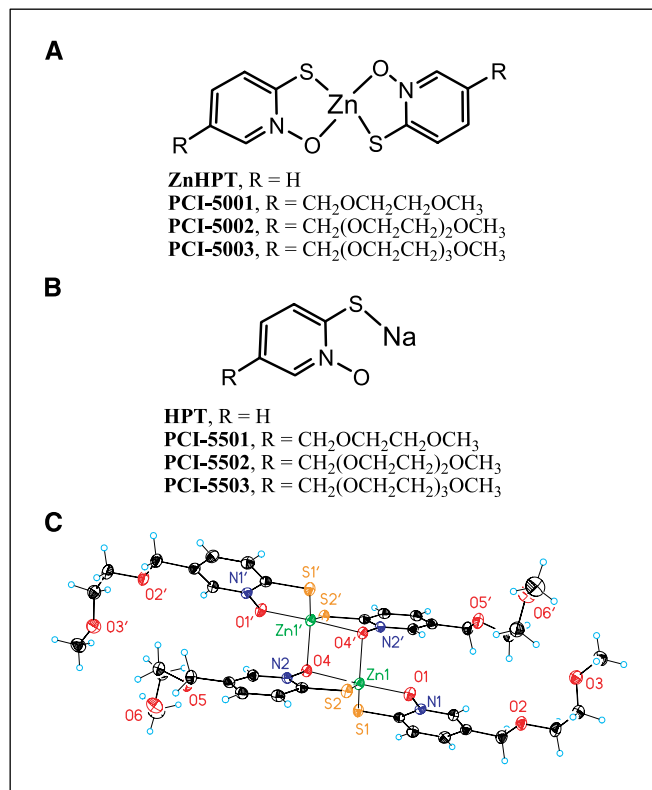 A
S
O
R
Zn
N
N
R
O
S
ZnHPT, R = H
PCI-5001, R = CH₂OCH₂CH₂OCH₃
PCI-5002, R = CH₂(OCH₂CH₂)₂OCH₃
PCI-5003, R = CH₂(OCH₂CH₂)₃OCH₃
B
S
Na
R
N
O
HPT, R = H
PCI-5501, R = CH₂OCH₂CH₂OCH₃
PCI-5502, R = CH₂(OCH₂CH₂)₂OCH₃
PCI-5503, R = CH₂(OCH₂CH₂)₃OCH₃
C
S1'
N1'
S2'
O2'
O5'
O6'
O1'
O3'
Zn1'
O4'
N2'
O4
N2
Zn1
O1
O5
S2
N1
O3
O6
S1
O2